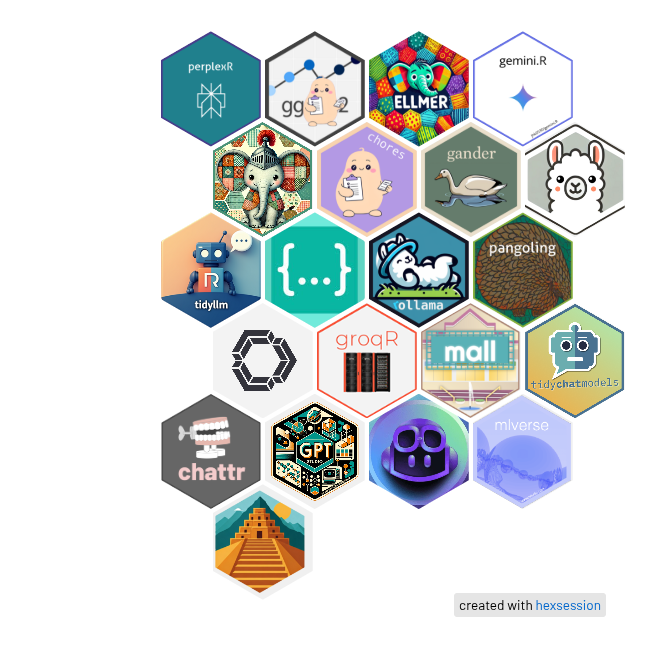 perplexR
gg 2
ELLMER
gemini.R
chores
gander
tidyllm
R
{...}
ollama
pangoling
groqR
mall
tidychatmodels
chattr
GPT
STUDIO
mlverse
created with hexsession